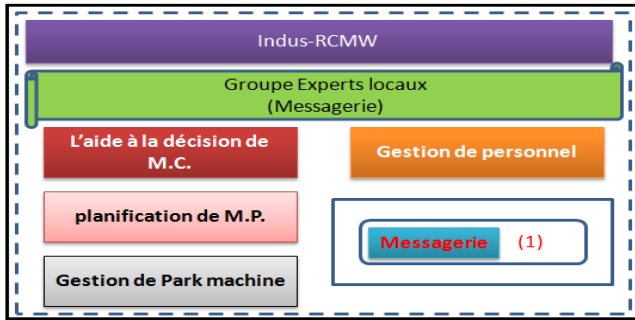 Indus-RCMW
Groupe Experts locaux
(Messagerie)
L'aide à la décision de
M.C.
Gestion de personnel
planification de M.P.
Messagerie (1)
Gestion de Park machine